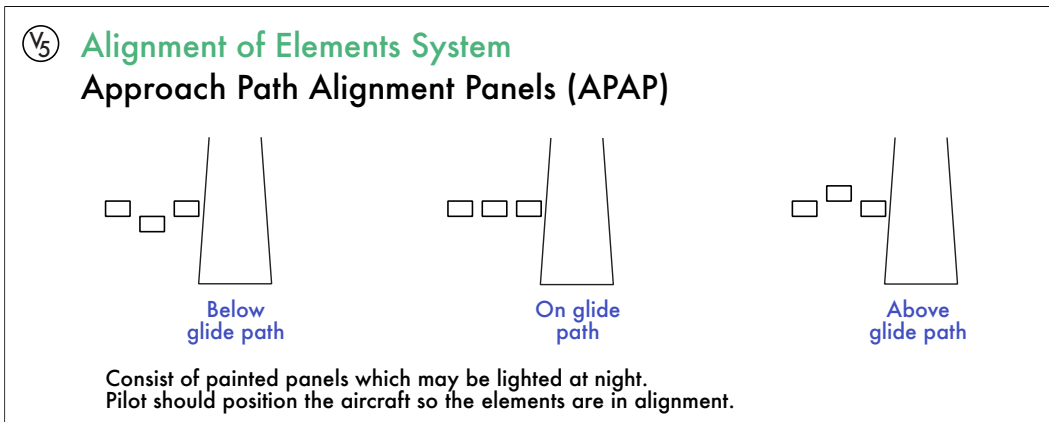 V5 Alignment of Elements System
Approach Path Alignment Panels (APAP)
Below
glide path
On glide
path
Above
glide path
Consist of painted panels which may be lighted at night.
Pilot should position the aircraft so the elements are in alignment.